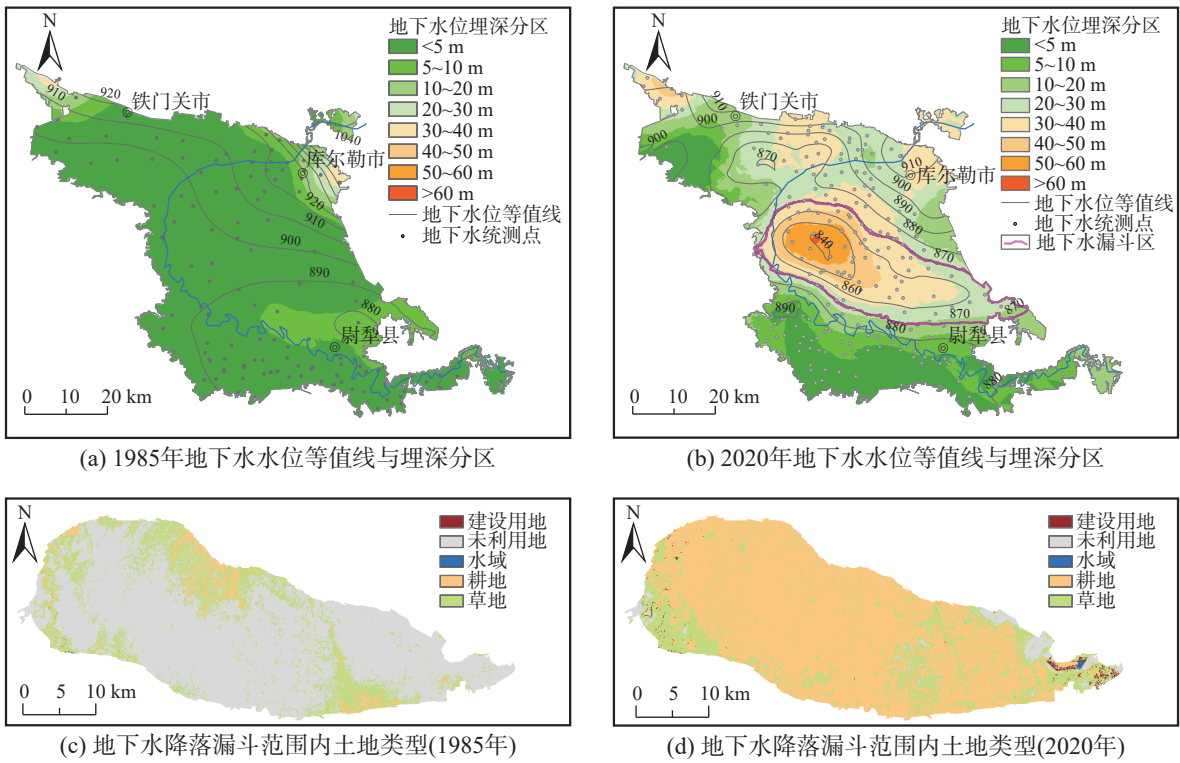 N
地下水位埋深分区
<5 m
5~10 m
10~20 m
20~30 m
30~40 m
40~50 m
50~60 m
>60 m
地下水位等值线
地下水统测点
910
920
铁门关市
1040
库尔勒市
920
910
900
890
880
尉犁县
0 10 20 km
(a) 1985年地下水水位等值线与埋深分区
N
地下水位埋深分区
<5 m
5~10 m
10~20 m
20~30 m
30~40 m
40~50 m
50~60 m
>60 m
地下水位等值线
地下水统测点
地下水漏斗区
910
900
铁门关市
900
870
910
库尔勒市
900
890
880
870
840
860
870
870
890
880
尉犁县
880
0 10 20 km
(b) 2020年地下水水位等值线与埋深分区
N
建设用地
未利用地
水域
耕地
草地
0 5 10 km
(c) 地下水降落漏斗范围内土地类型(1985年)
N
建设用地
未利用地
水域
耕地
草地
0 5 10 km
(d) 地下水降落漏斗范围内土地类型(2020年)